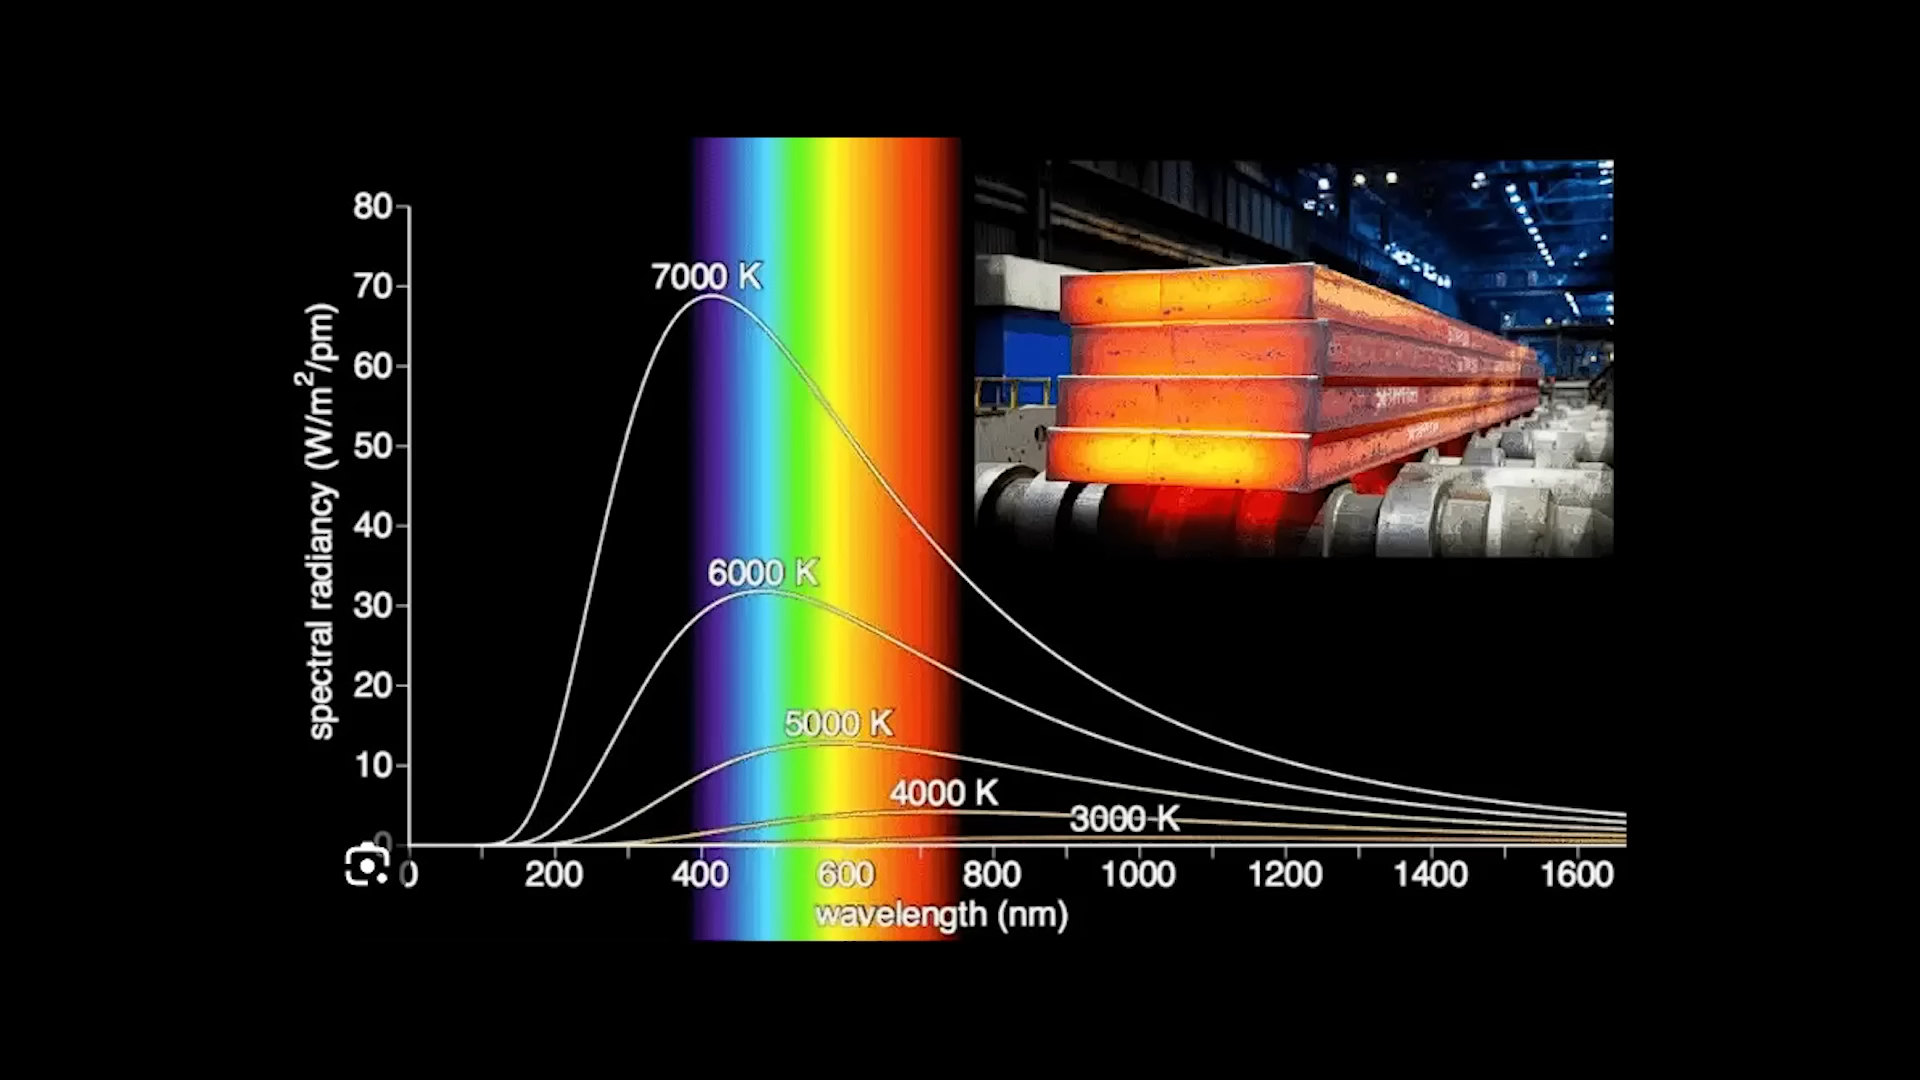 80
70
60
50
40
30
20
10
0
spectral radiancy (W/m²/pm)
7000 K
6000 K
5000 K
4000 K
3000 K
0 200 400 600 800 1000 1200 1400 1600
wavelength (nm)